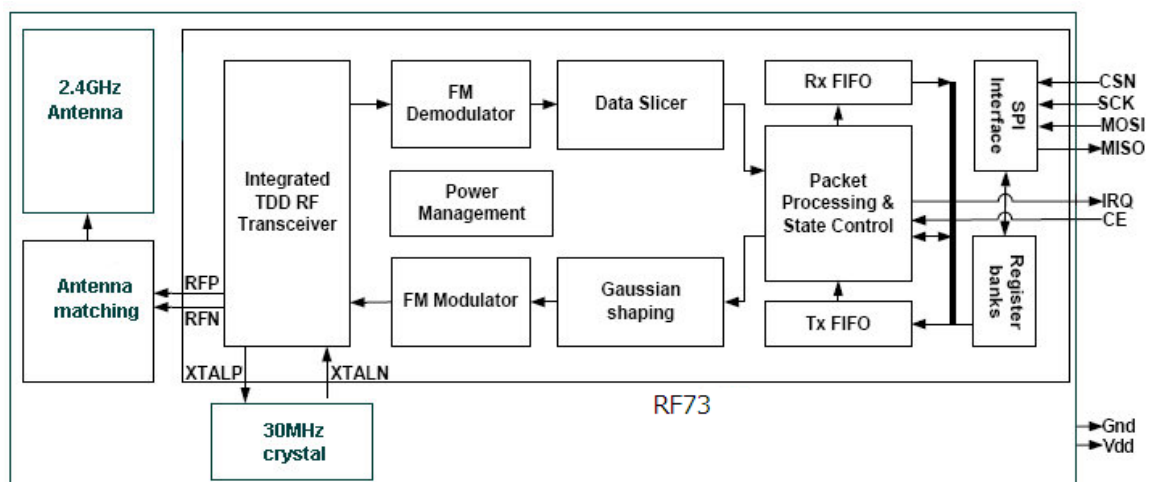 2.4GHz
Antenna
Antenna
matching
RFP
RFN
XTALP
XTALN
30MHz
crystal
Integrated
TDD RF
Transceiver
FM
Demodulator
Data Slicer
Power
Management
FM Modulator
Gaussian
shaping
Rx FIFO
Packet
Processing &
State Control
Tx FIFO
SPI
Interface
Register
banks
CSN
SCK
MOSI
MISO
IRQ
CE
RF73
Gnd
Vdd